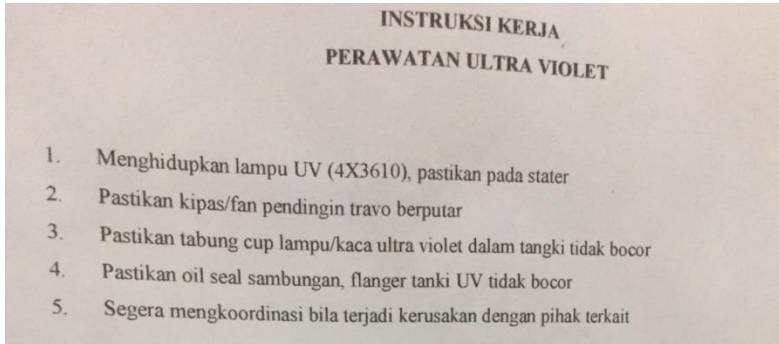 INSTRUKSI KERJA
PERAWATAN ULTRA VIOLET
1. Menghidupkan lampu UV (4X3610), pastikan pada stater
2. Pastikan kipas/fan pendingin travo berputar
3. Pastikan tabung cup lampu/kaca ultra violet dalam tangki tidak bocor
4. Pastikan oil seal sambungan, flanger tanki UV tidak bocor
5. Segera mengkoordinasi bila terjadi kerusakan dengan pihak terkait